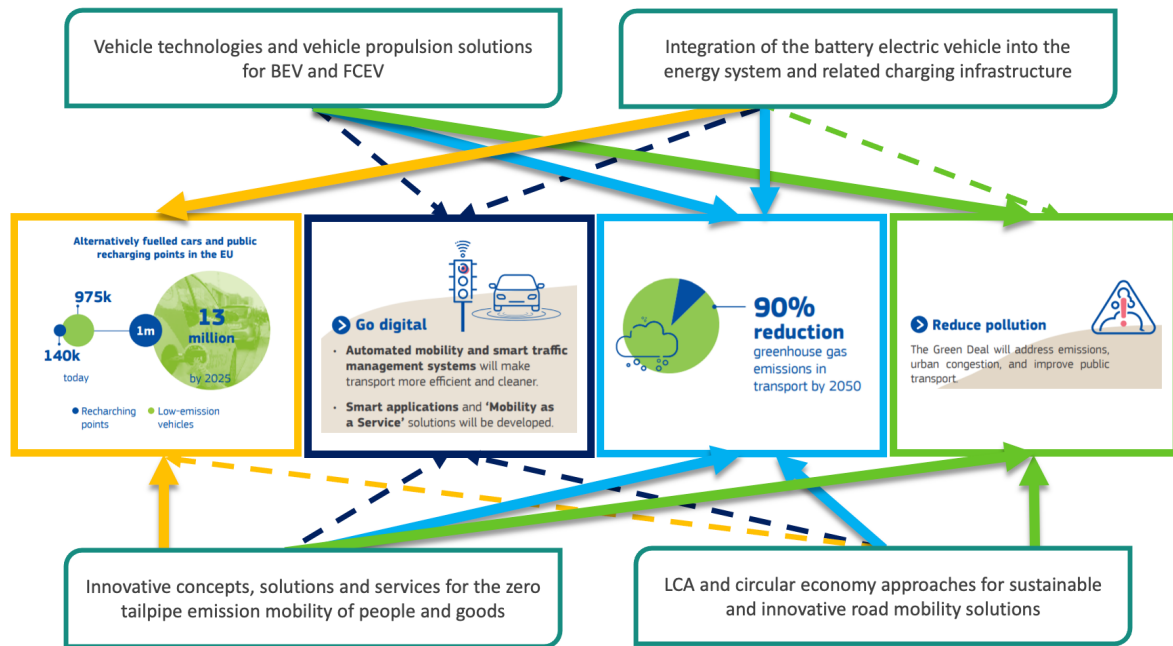 Vehicle technologies and vehicle propulsion solutions
for BEV and FCEV
Integration of the battery electric vehicle into the
energy system and related charging infrastructure
Alternatively fuelled cars and public
recharging points in the EU
975k
140k
today
1m
13
million
by 2025
Recharching
points
Low-emission
vehicles
Go digital
· Automated mobility and smart traffic
management systems will make
transport more efficient and cleaner.
· Smart applications and ‘Mobility as
a Service’ solutions will be developed.
90%
reduction
greenhouse gas
emissions in
transport by 2050
Reduce pollution
The Green Deal will address emissions,
urban congestion, and improve public
transport.
Innovative concepts, solutions and services for the zero
tailpipe emission mobility of people and goods
LCA and circular economy approaches for sustainable
and innovative road mobility solutions